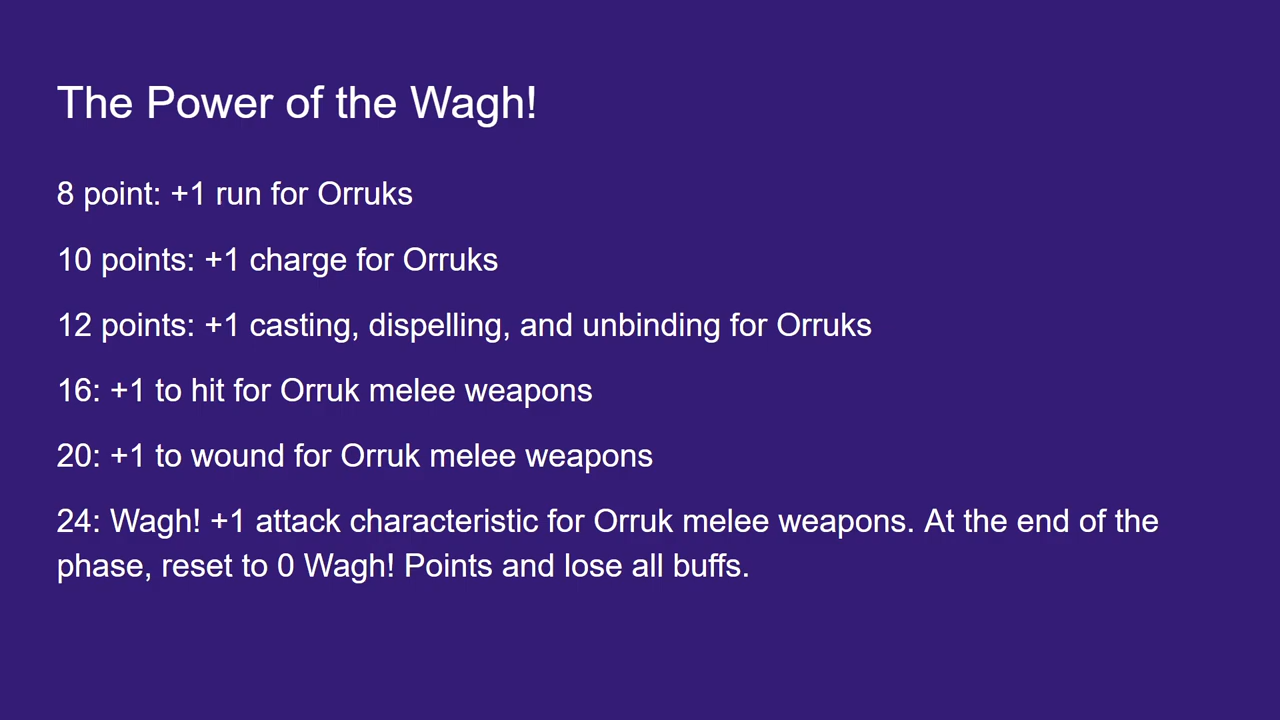 The Power of the Wagh!
8 point: +1 run for Orruks
10 points: +1 charge for Orruks
12 points: +1 casting, dispelling, and unbinding for Orruks
16: +1 to hit for Orruk melee weapons
20: +1 to wound for Orruk melee weapons
24: Wagh! +1 attack characteristic for Orruk melee weapons. At the end of the
phase, reset to 0 Wagh! Points and lose all buffs.